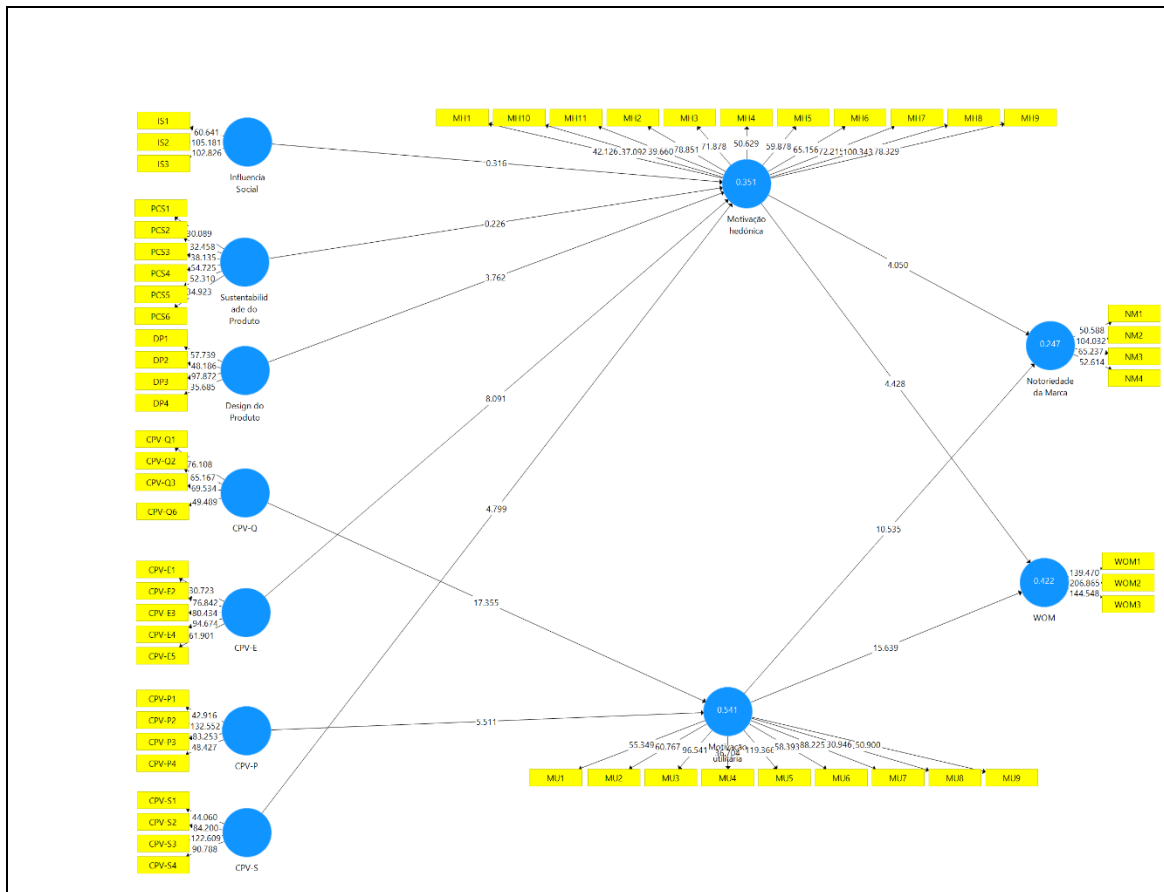 IS1
IS2
IS3
60.641
105.181
102.826
Influencia
Social
PCS1
PCS2
PCS3
PCS4
PCS5
PCS6
30.089
32.458
38.135
54.725
52.310
34.923
Sustentabilid
ade do
Produto
DP1
DP2
DP3
DP4
57.739
48.186
97.872
35.685
Design do
Produto
CPV-Q1
CPV-Q2
CPV-Q3
CPV-Q6
76.108
65.167
69.534
49.489
CPV-Q
CPV-E1
CPV-E2
CPV-E3
CPV-E4
CPV-E5
30.723
76.842
80.434
94.674
61.901
CPV-E
CPV-P1
CPV-P2
CPV-P3
CPV-P4
42.916
132.552
83.253
48.427
CPV-P
CPV-S1
CPV-S2
CPV-S3
CPV-S4
44.060
84.200
122.609
90.788
CPV-S
0.316
0.226
3.762
8.091
4.799
17.355
5.511
MH1 MH10 MH11 MH2 MH3 MH4 MH5 MH6 MH7 MH8 MH9
42.126 37.092 39.660 78.851 71.878 50.629 59.878 65.156 72.215 100.343 78.329
0.351
Motivação
hedónica
4.050
4.428
10.535
15.639
0.541
Motivação
utilitária
55.349 60.767 96.541 36.704 119.366 58.393 88.225 30.946 50.900
MU1 MU2 MU3 MU4 MU5 MU6 MU7 MU8 MU9
0.247
Notoriedade
da Marca
50.588
104.032
65.237
52.614
NM1
NM2
NM3
NM4
0.422
WOM
139.470
206.865
144.548
WOM1
WOM2
WOM3